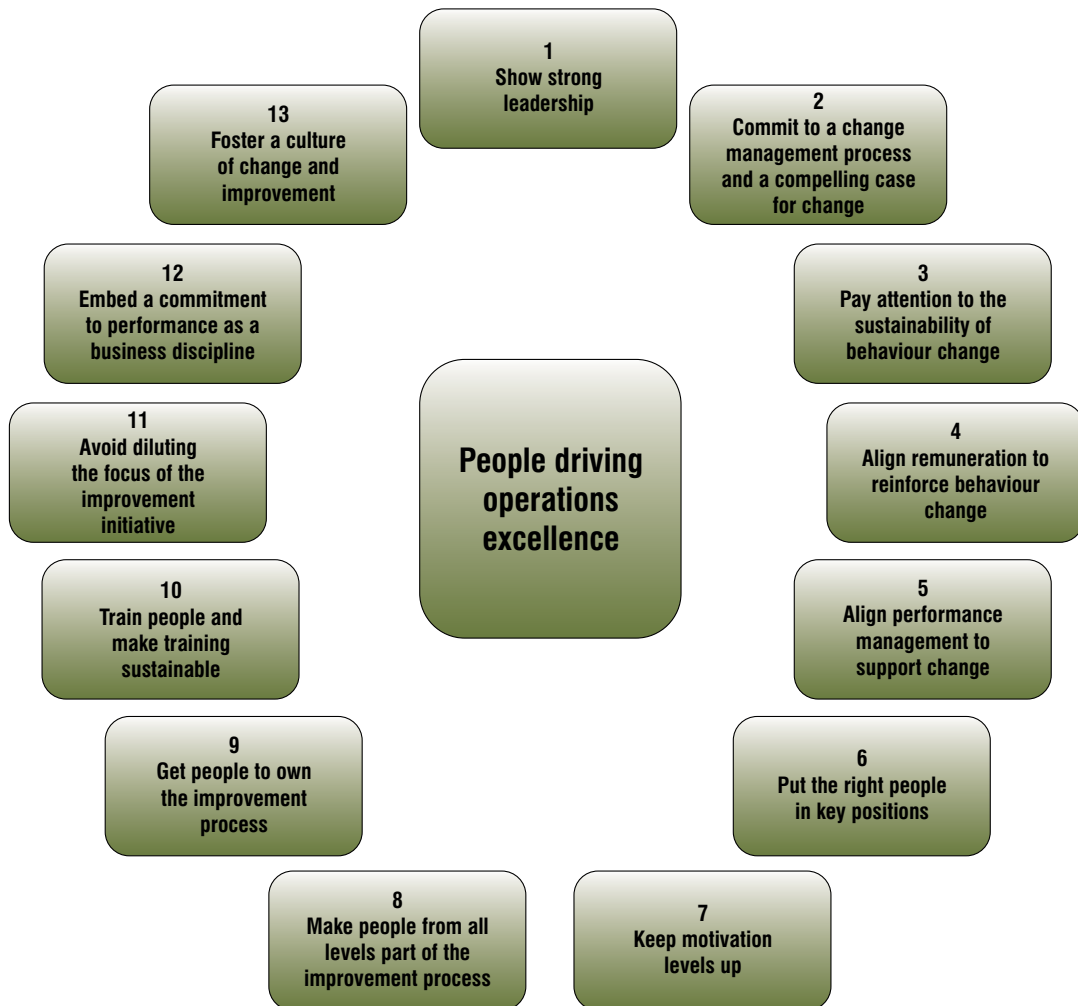 1
Show strong
leadership
2
Commit to a change
management process
and a compelling case
for change
3
Pay attention to the
sustainability of
behaviour change
4
Align remuneration to
reinforce behaviour
change
5
Align performance
management to
support change
6
Put the right people
in key positions
7
Keep motivation
levels up
8
Make people from all
levels part of the
improvement process
9
Get people to own
the improvement
process
10
Train people and
make training
sustainable
11
Avoid diluting
the focus of the
improvement
initiative
12
Embed a commitment
to performance as a
business discipline
13
Foster a culture
of change and
improvement
People driving
operations
excellence